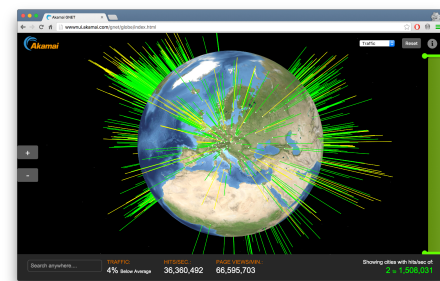 Akamai GNET
wwwnui.akamai.com/gnet/globe/index.html
Akamai
Traffic
Reset
i
+
-
Search anywhere....
TRAFFIC:
4% Below Average
HITS/SEC.:
36,360,492
PAGE VIEWS/MIN.:
66,595,703
Showing cities with hits/sec of:
2 ≤ 1,508,031